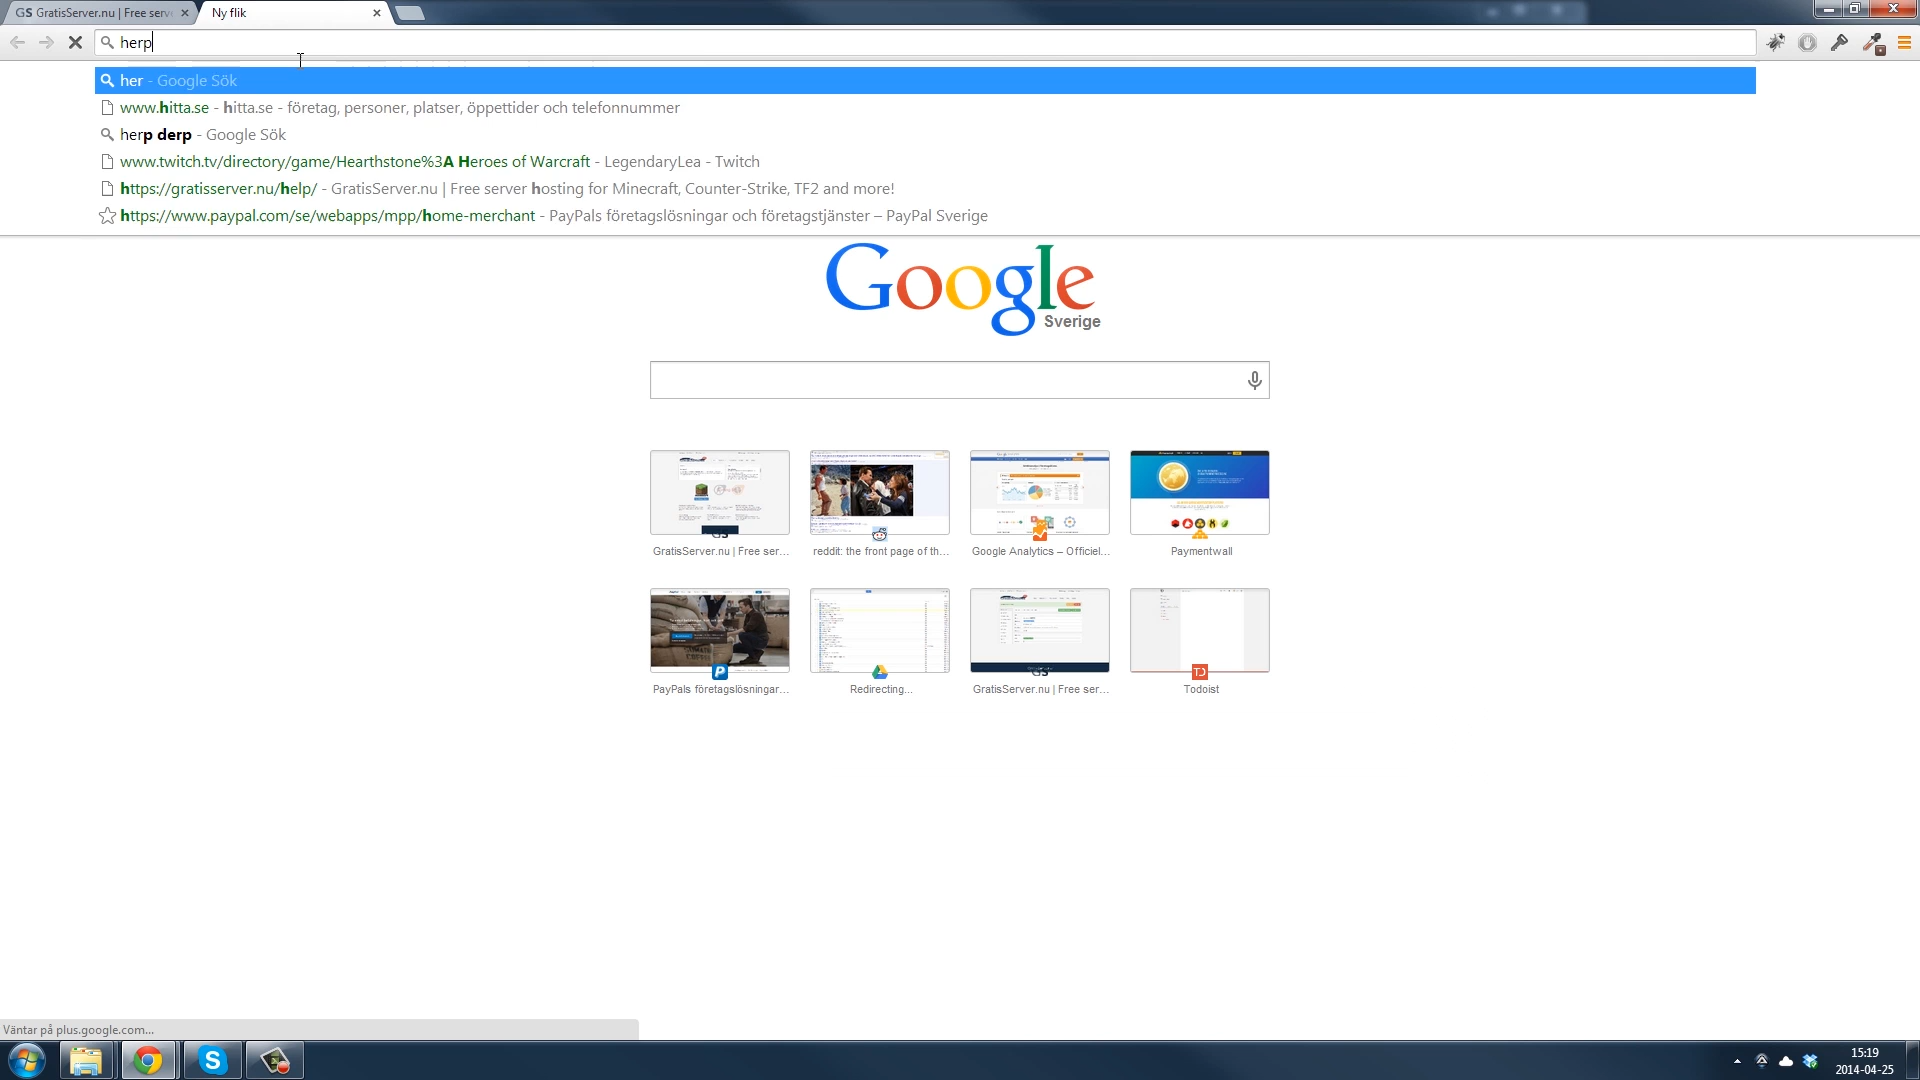 GS GratisServer.nu | Free serv
Ny flik
herp
her - Google Sök
www.hitta.se - hitta.se - företag, personer, platser, öppettider och telefonnummer
herp derp - Google Sök
www.twitch.tv/directory/game/Hearthstone%3A Heroes of Warcraft - LegendaryLea - Twitch
https://gratisserver.nu/help/ - GratisServer.nu | Free server hosting for Minecraft, Counter-Strike, TF2 and more!
https://www.paypal.com/se/webapps/mpp/home-merchant - PayPals företagslösningar och företagstjänster – PayPal Sverige
Google
Sverige
GratisServer.nu | Free ser...
reddit: the front page of th...
Google Analytics – Officiel...
Paymentwall
PayPals företagslösningar...
Redirecting...
GratisServer.nu | Free ser...
Todoist
Väntar på plus.google.com...
15:19
2014-04-25